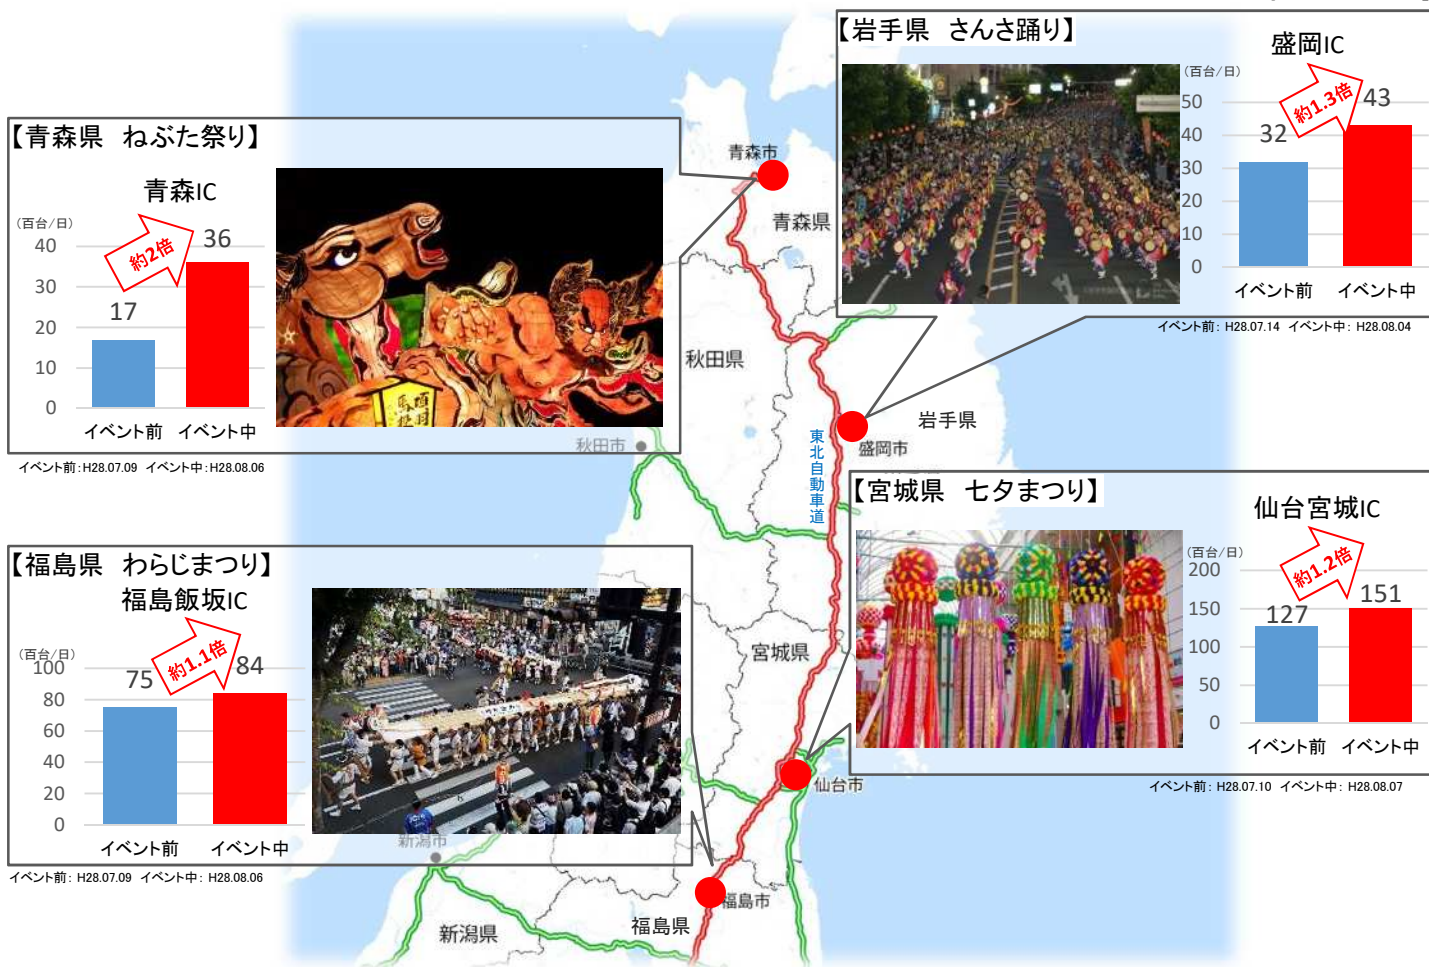 【岩手県　さんさ踊り】
盛岡IC
（百台/日）
約1.3倍
50
40
30
20
10
0
32
43
イベント前
イベント中
イベント前： H28.07.14　イベント中： H28.08.04
【青森県　ねぶた祭り】
青森IC
（百台/日）
約2倍
40
30
20
10
0
17
36
イベント前
イベント中
イベント前：H28.07.09　イベント中：H28.08.06
青森市
青森県
秋田県
秋田市
岩手県
盛岡市
東北自動車道
【宮城県　七夕まつり】
仙台宮城IC
（百台/日）
約1.2倍
200
150
100
50
0
127
151
イベント前
イベント中
イベント前： H28.07.10　イベント中： H28.08.07
【福島県　わらじまつり】
福島飯坂IC
（百台/日）
約1.1倍
100
80
60
40
20
0
75
84
イベント前
イベント中
イベント前： H28.07.09　イベント中： H28.08.06
宮城県
仙台市
新潟市
福島市
福島県
新潟県